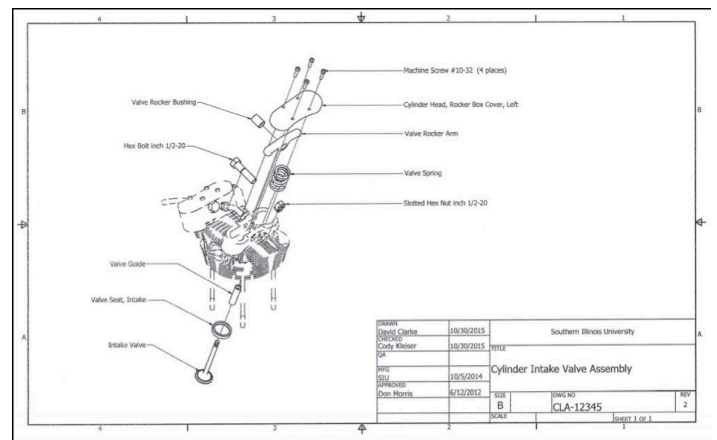 4 3 2 1
B
B
Machine Screw #10-32 (4 places)
Valve Rocker Bushing
Cylinder Head, Rocker Box Cover, Left
Valve Rocker Arm
Hex Bolt inch 1/2-20
Valve Spring
Slotted Hex Nut inch 1/2-20
Valve Guide
Valve Seat, Intake
Intake Valve
A
A
DRAWN
David Clarke 10/30/2015
CHECKED
Cody Kleiser 10/30/2015
QA
MFG
SIU 10/5/2014
APPROVED
Don Morris 6/12/2012
Southern Illinois University
TITLE
Cylinder Intake Valve Assembly
SIZE
B
DWG NO
CLA-12345
REV
2
SCALE
SHEET 1 OF 1
4 3 2 1